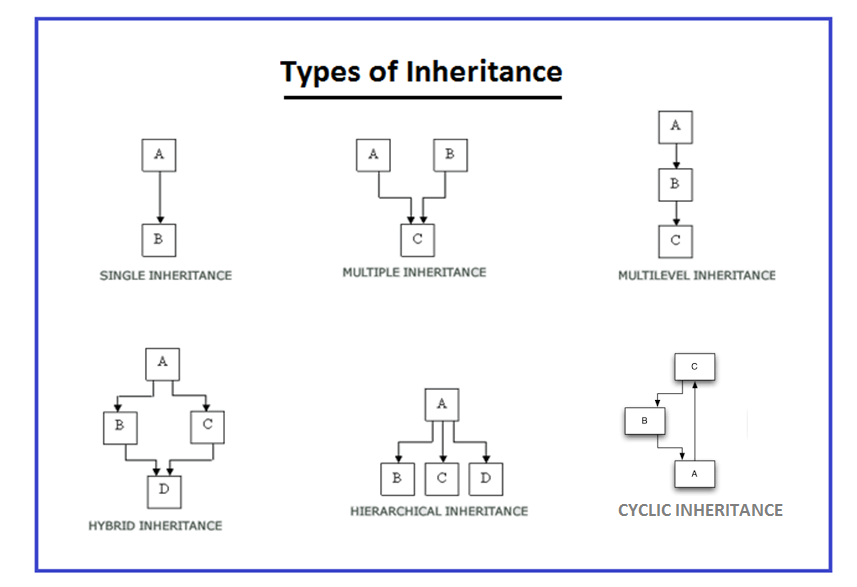 Types of Inheritance
A
B
SINGLE INHERITANCE
A
B
C
MULTIPLE INHERITANCE
A
B
C
MULTILEVEL INHERITANCE
A
B
C
D
HYBRID INHERITANCE
A
B
C
D
HIERARCHICAL INHERITANCE
C
B
A
CYCLIC INHERITANCE